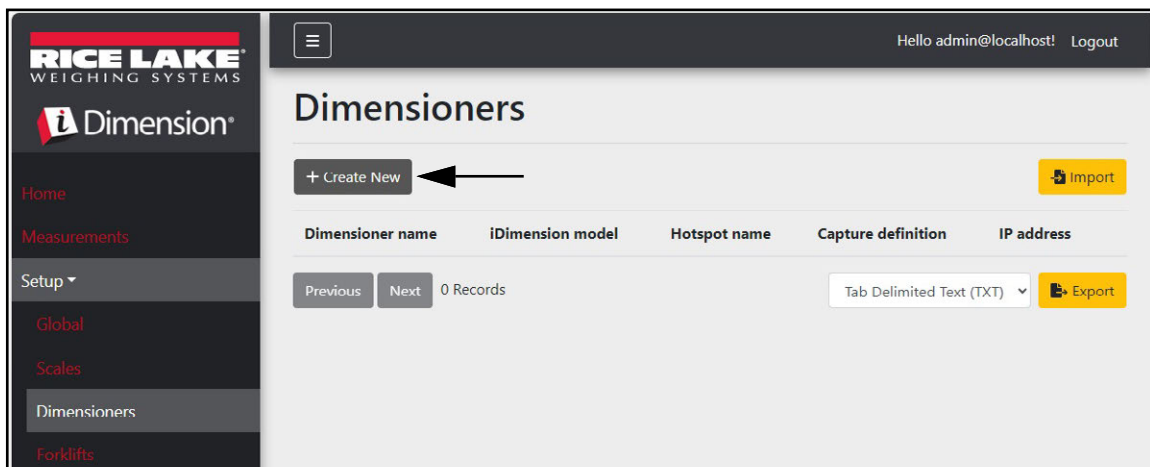 RICE LAKE®
WEIGHING SYSTEMS
i Dimension®
Home
Measurements
Setup
Global
Scales
Dimensioners
Forklifts
☰ Hello admin@localhost! Logout
Dimensioners
+ Create New Import
Dimensioner name iDimension model Hotspot name Capture definition IP address
Previous Next 0 Records Tab Delimited Text (TXT) Export